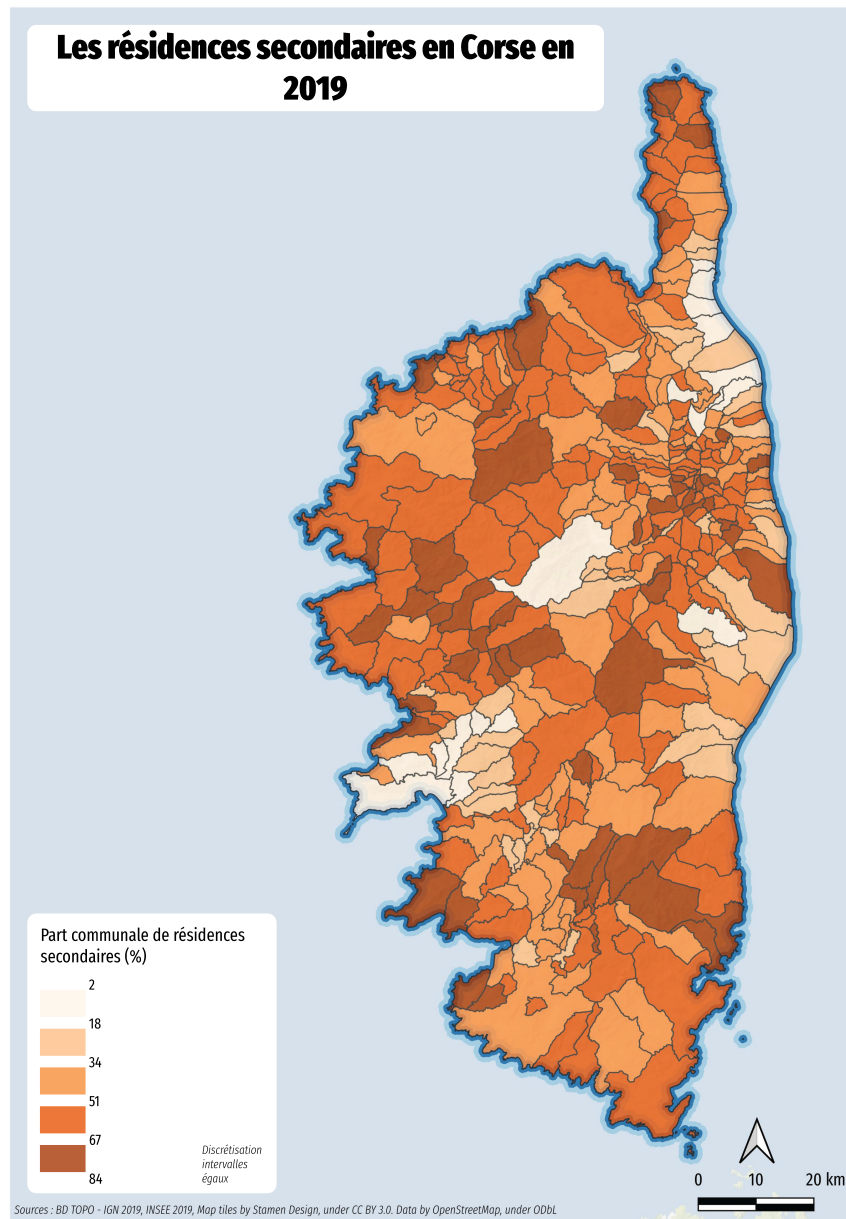 Les résidences secondaires en Corse en
2019
Part communale de résidences
secondaires (%)
2
18
34
51
67
84
Discrétisation
intervalles
égaux
0 10 20 km
Sources : BD TOPO - IGN 2019, INSEE 2019, Map tiles by Stamen Design, under CC BY 3.0. Data by OpenStreetMap, under ODbL